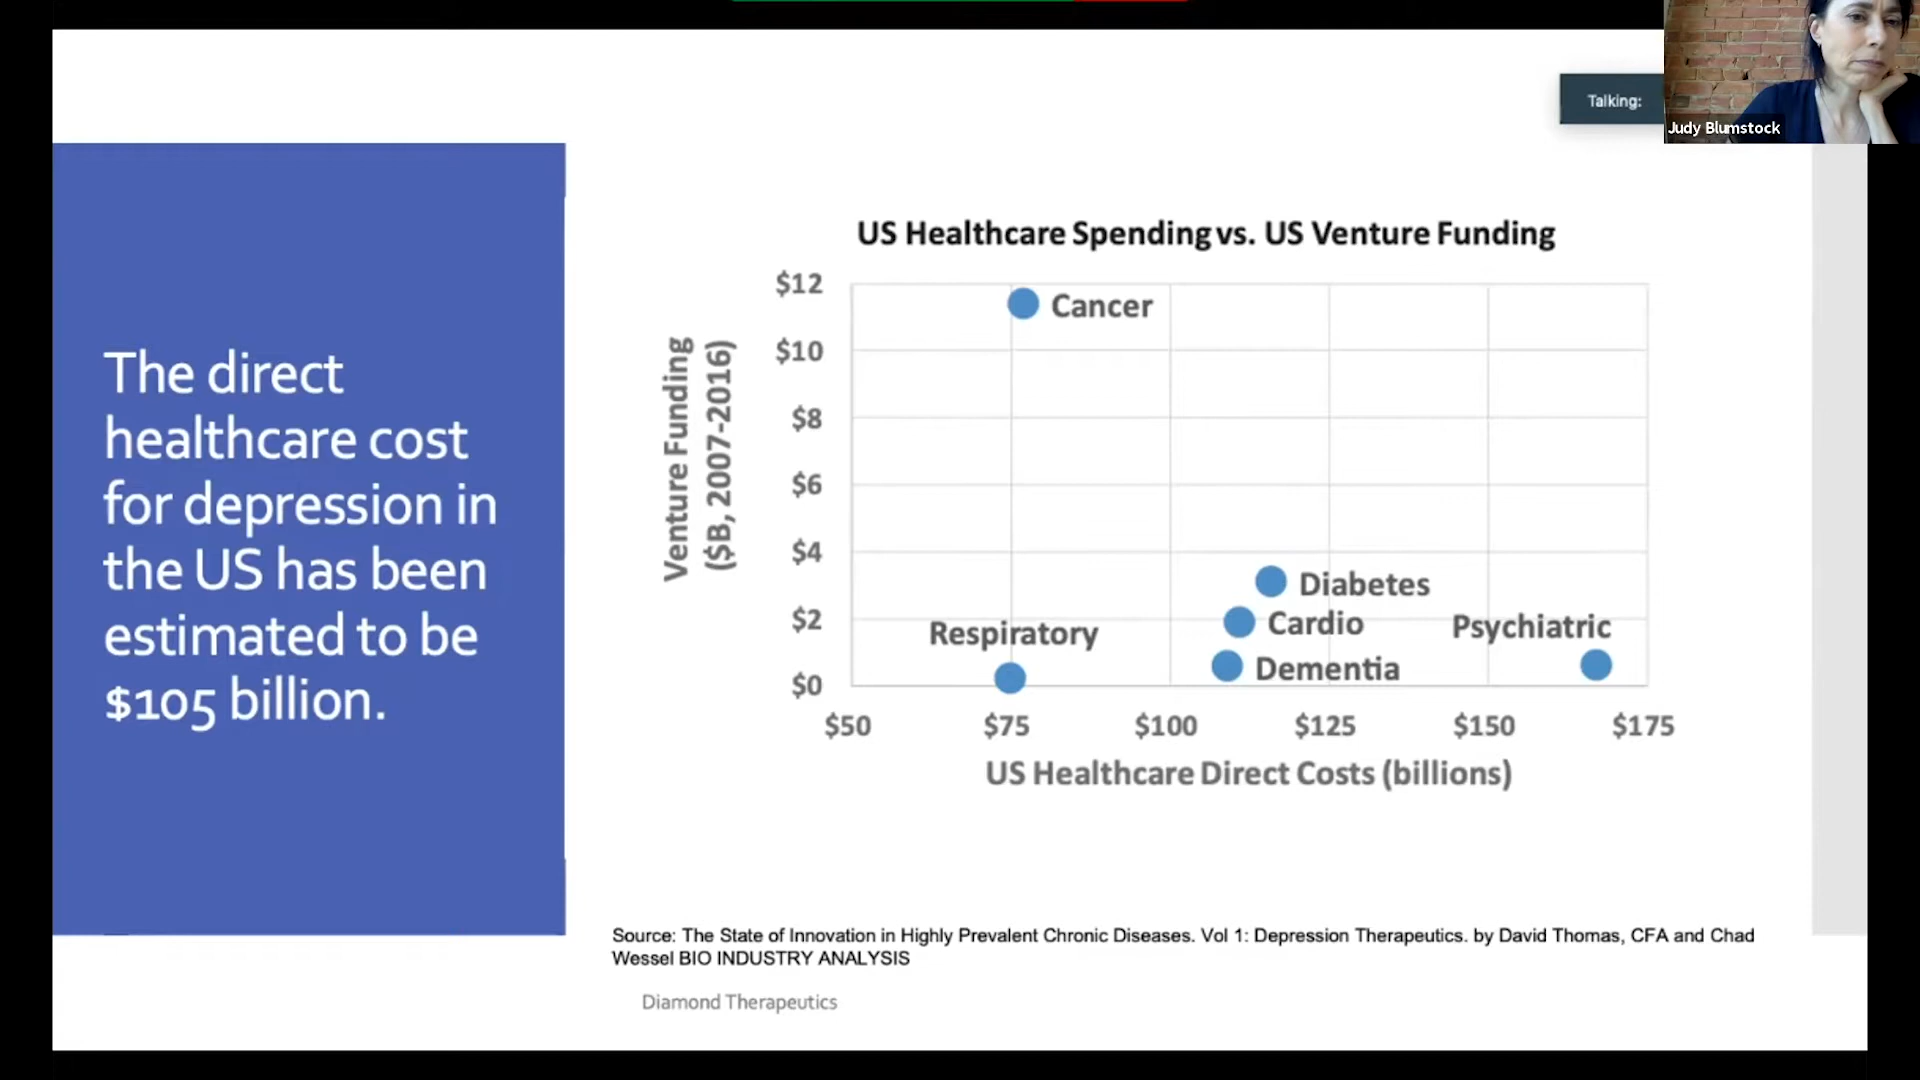 Talking:
Judy Blumstock
The direct
healthcare cost
for depression in
the US has been
estimated to be
$105 billion.
US Healthcare Spending vs. US Venture Funding
Venture Funding
($B, 2007-2016)
$12
$10
$8
$6
$4
$2
$0
Cancer
Diabetes
Cardio
Psychiatric
Respiratory
Dementia
$50 $75 $100 $125 $150 $175
US Healthcare Direct Costs (billions)
Source: The State of Innovation in Highly Prevalent Chronic Diseases. Vol 1: Depression Therapeutics. by David Thomas, CFA and Chad
Wessel BIO INDUSTRY ANALYSIS
Diamond Therapeutics